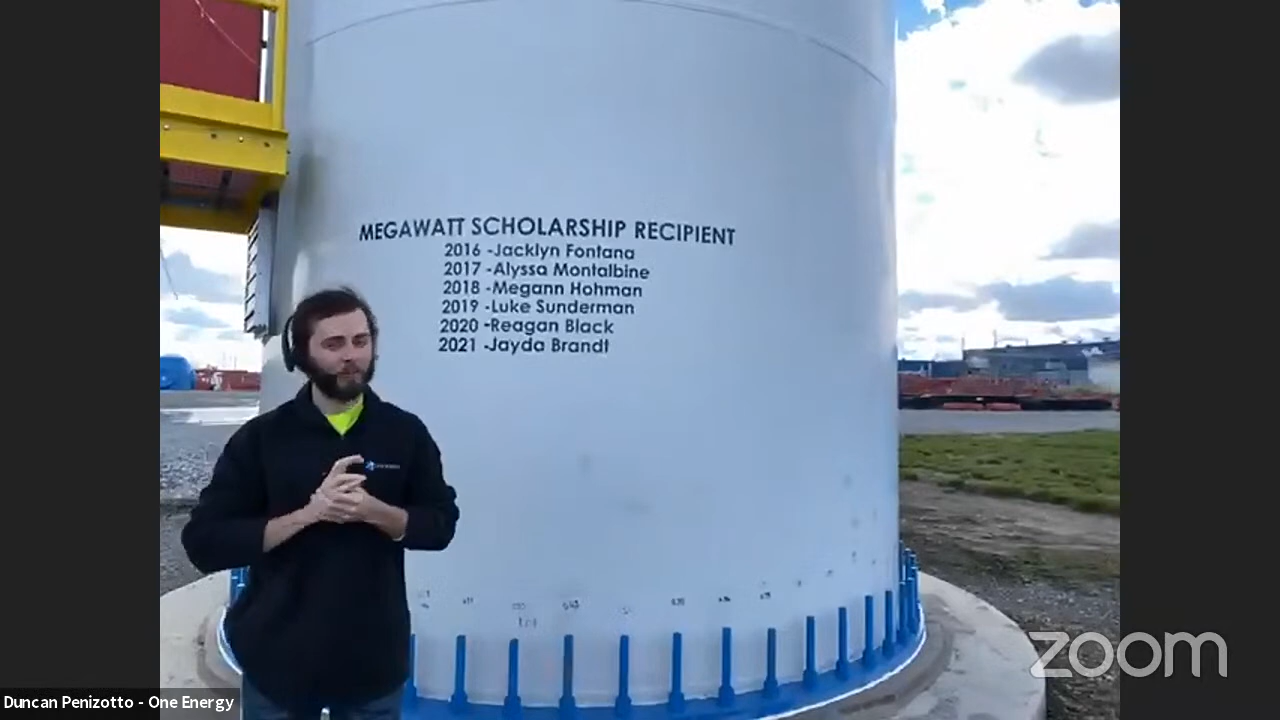 MEGAWATT SCHOLARSHIP RECIPIENT
2016 -Jacklyn Fontana
2017 -Alyssa Montalbine
2018 -Megann Hohman
2019 -Luke Sunderman
2020 -Reagan Black
2021 -Jayda Brandt
zoom
Duncan Penizotto - One Energy